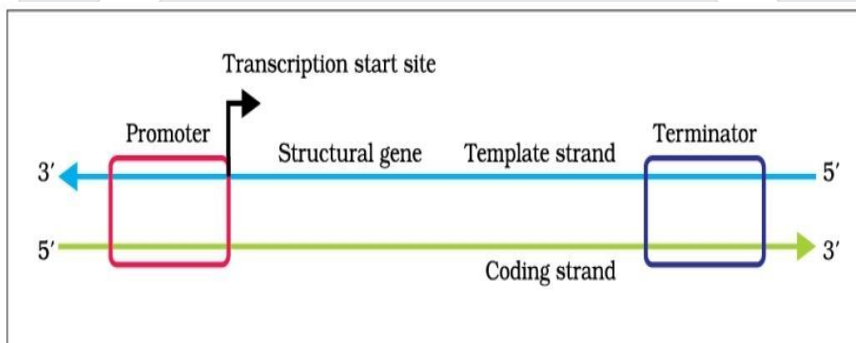 Transcription start site
Promoter
Structural gene
Template strand
Terminator
3′
5′
5′
3′
Coding strand